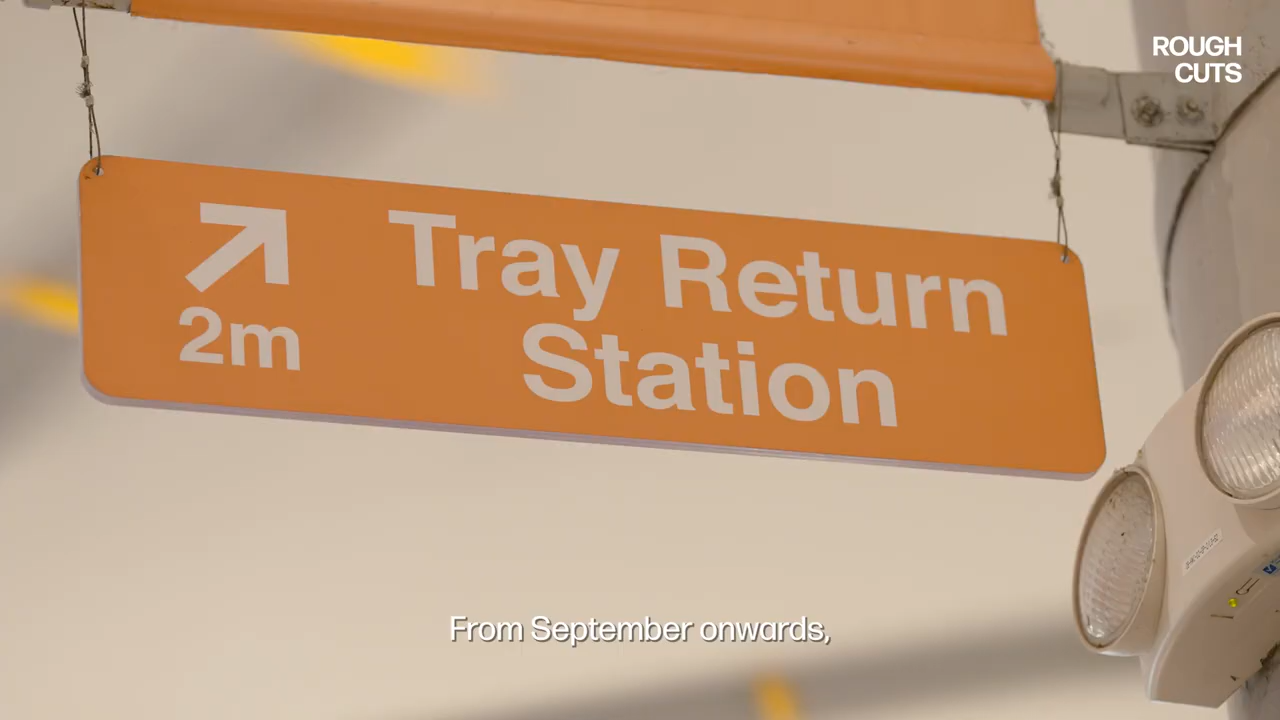 ROUGH
CUTS
Tray Return
Station
2m
From September onwards,